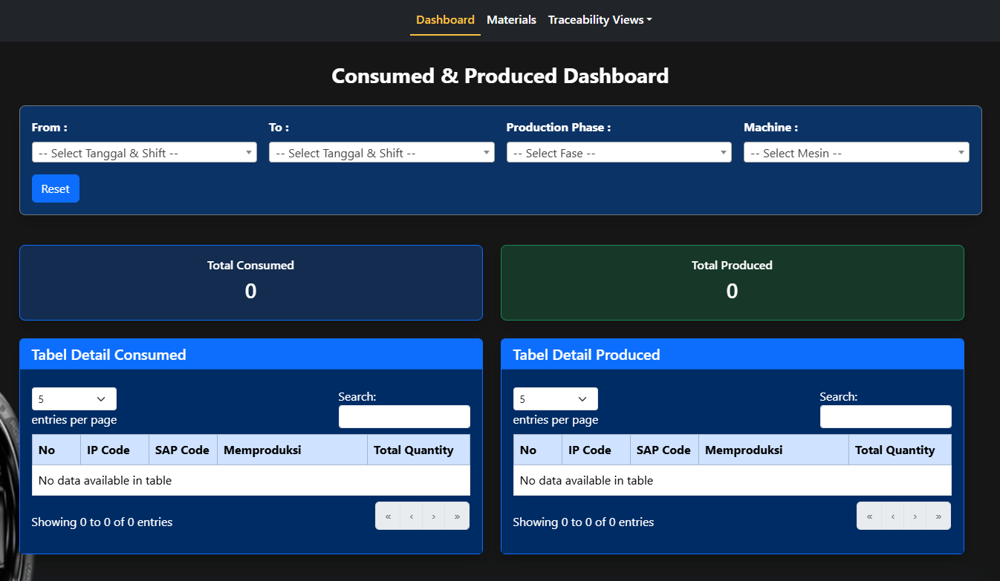 Dashboard Materials Traceability Views
Consumed & Produced Dashboard
From : To : Production Phase : Machine :
-- Select Tanggal & Shift -- -- Select Tanggal & Shift -- -- Select Fase -- -- Select Mesin --
Reset
Total Consumed
0
Total Produced
0
Tabel Detail Consumed
5
entries per page
Search:
No IP Code SAP Code Memproduksi Total Quantity
No data available in table
Showing 0 to 0 of 0 entries
« ‹ › »
Tabel Detail Produced
5
entries per page
Search:
No IP Code SAP Code Memproduksi Total Quantity
No data available in table
Showing 0 to 0 of 0 entries
« ‹ › »